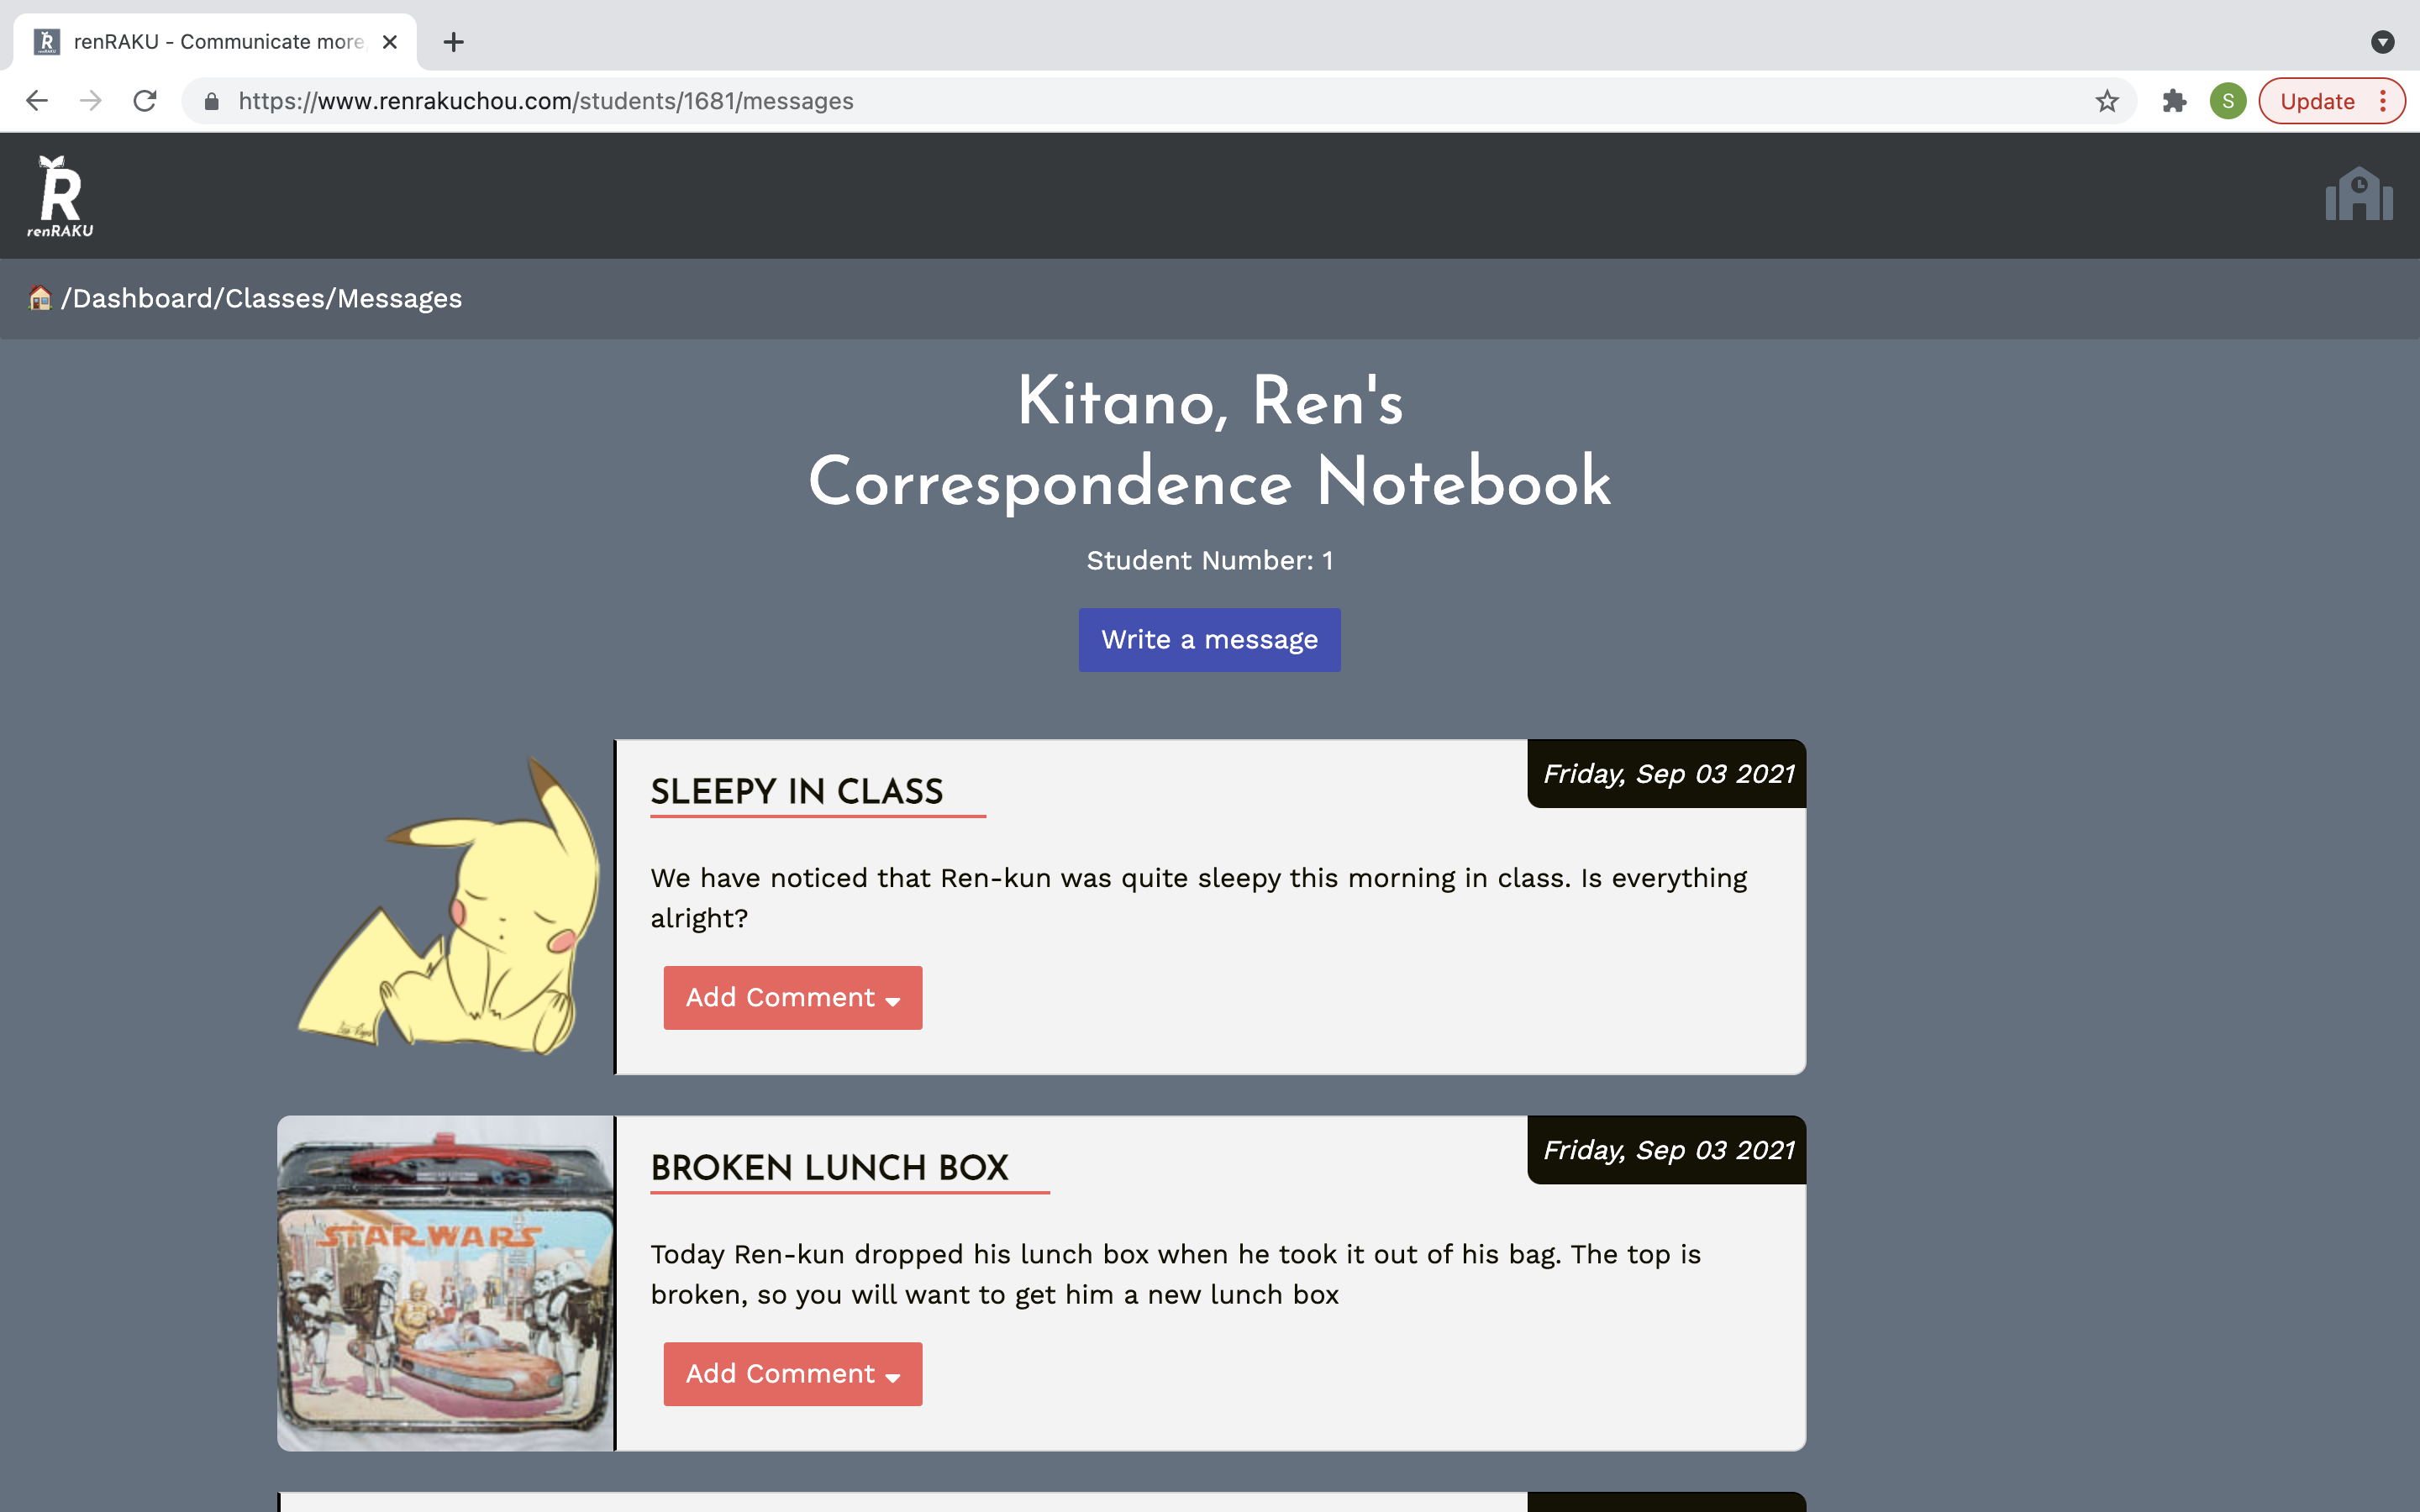 renRAKU - Communicate more,
https://www.renrakuchou.com/students/1681/messages
S
Update
R
renRAKU
/Dashboard/Classes/Messages
Kitano, Ren's
Correspondence Notebook
Student Number: 1
Write a message
SLEEPY IN CLASS
Friday, Sep 03 2021
We have noticed that Ren-kun was quite sleepy this morning in class. Is everything
alright?
Add Comment
BROKEN LUNCH BOX
Friday, Sep 03 2021
STAR WARS
Today Ren-kun dropped his lunch box when he took it out of his bag. The top is
broken, so you will want to get him a new lunch box
Add Comment